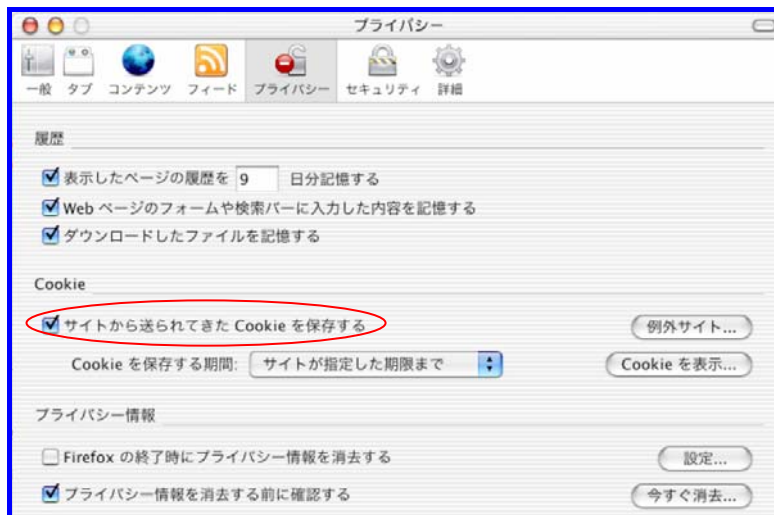 プライバシー
一般 タブ コンテンツ フィード プライバシー セキュリティ 詳細
履歴
表示したページの履歴を 9 日分記憶する
Web ページのフォームや検索バーに入力した内容を記憶する
ダウンロードしたファイルを記憶する
Cookie
サイトから送られてきた Cookie を保存する 例外サイト...
Cookie を保存する期間: サイトが指定した期限まで Cookie を表示...
プライバシー情報
Firefox の終了時にプライバシー情報を消去する 設定...
プライバシー情報を消去する前に確認する 今すぐ消去...